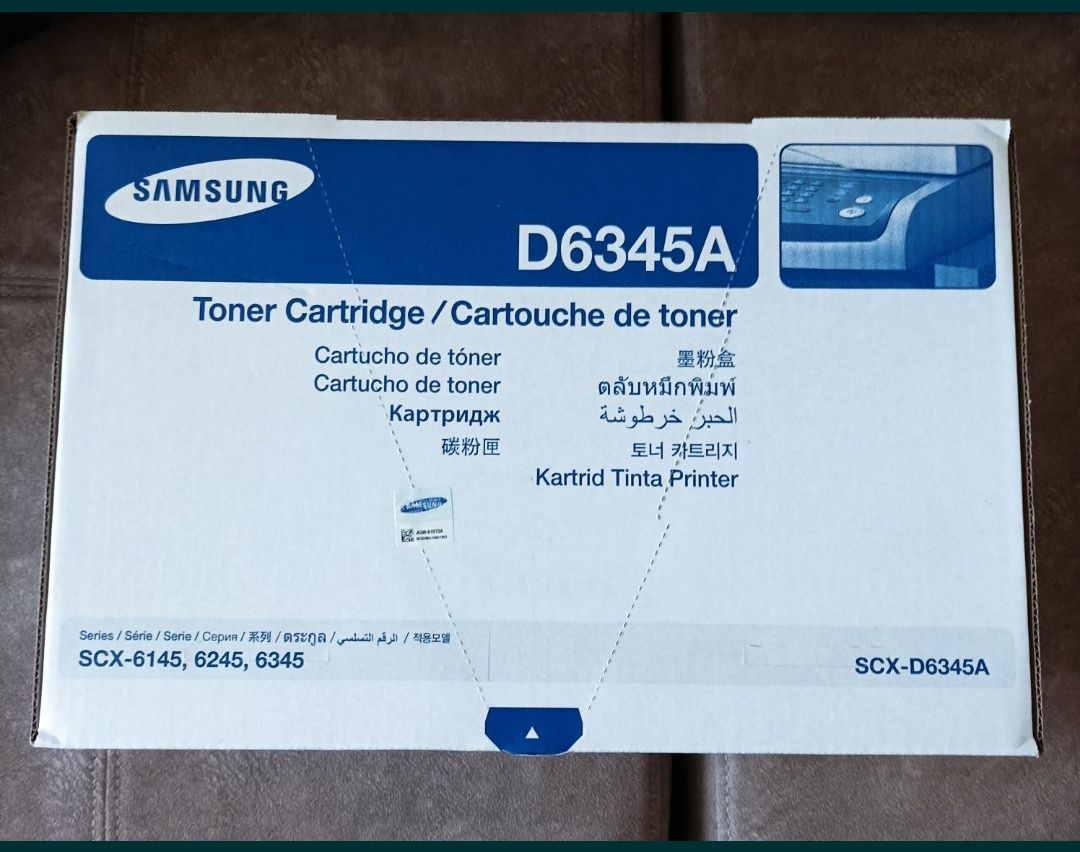 SAMSUNG
D6345A
Toner Cartridge / Cartouche de toner
Cartucho de tóner
Cartucho de toner
Картридж
碳粉匣
墨粉盒
ตลับหมึกพิมพ์
الحبر خرطوشة
토너 카트리지
Kartrid Tinta Printer
SAMSUNG
Series / Série / Serie / Серия / 系列 / ตระกูล / الرقم التسلسي / 적용모델
SCX-6145, 6245, 6345
SCX-D6345A